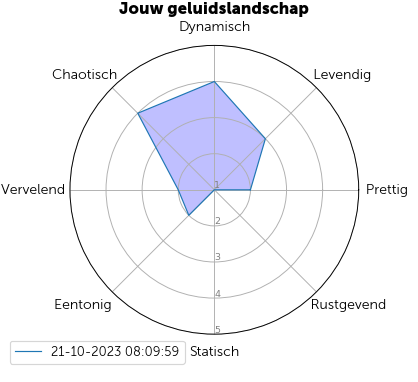 Jouw geluidslandschap
Dynamisch
Chaotisch
Levendig
Vervelend
1
Prettig
2
3
4
Eentonig
Rustgevend
5
21-10-2023 08:09:59
Statisch